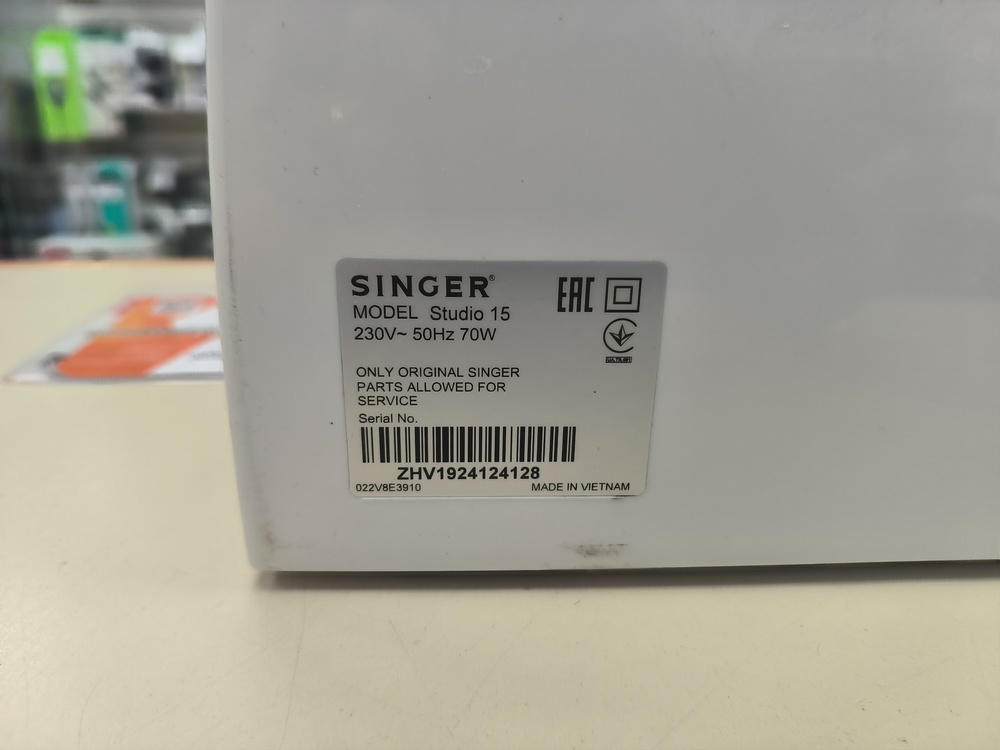 SINGER®
EAC
MODEL Studio 15
230V~ 50Hz 70W
ONLY ORIGINAL SINGER
PARTS ALLOWED FOR
SERVICE
Serial No.
ZHV1924124128
022V8E3910
MADE IN VIETNAM